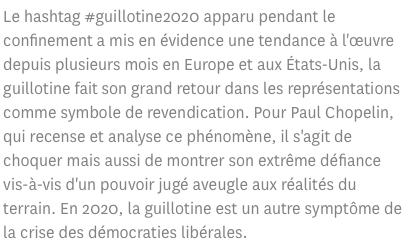 Le hashtag #guillotine2020 apparu pendant le
confinement a mis en évidence une tendance à l'œuvre
depuis plusieurs mois en Europe et aux États-Unis, la
guillotine fait son grand retour dans les représentations
comme symbole de revendication. Pour Paul Chopelin,
qui recense et analyse ce phénomène, il s'agit de
choquer mais aussi de montrer son extrême défiance
vis-à-vis d'un pouvoir jugé aveugle aux réalités du
terrain. En 2020, la guillotine est un autre symptôme de
la crise des démocraties libérales.